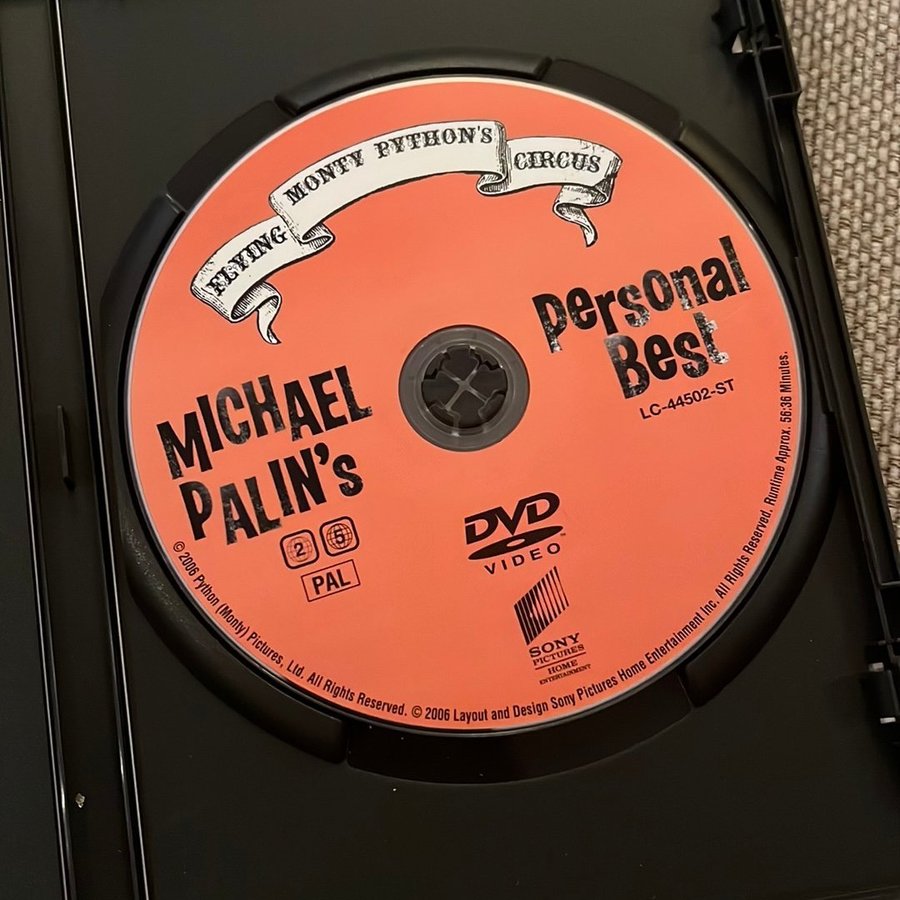 FLYING MONTY PYTHON'S CIRCUS
MICHAEL
PALIN's
personal
Best
LC-44502-ST
2 5
PAL
DVD
VIDEO™
SONY
PICTURES
HOME
ENTERTAINMENT
© 2006 Python (Monty) Pictures, Ltd. All Rights Reserved. © 2006 Layout and Design Sony Pictures Home Entertainment Inc. All Rights Reserved. Runtime Approx. 56:36 Minutes.